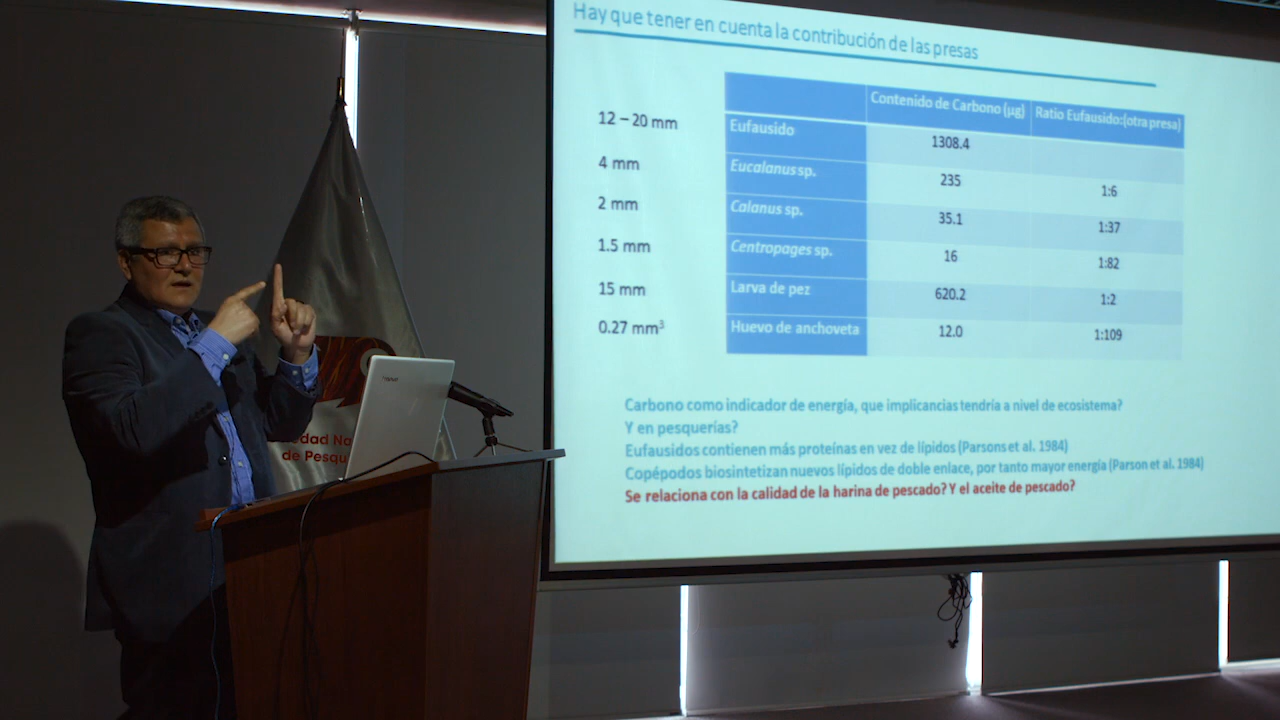 Hay que tener en cuenta la contribución de las presas
Contenido de Carbono (µg) Ratio Eufausido:(otra presa)
12 – 20 mm Eufausido 1308.4
4 mm Eucalanus sp. 235 1:6
2 mm Calanus sp. 35.1 1:37
1.5 mm Centropages sp. 16 1:82
15 mm Larva de pez 620.2 1:2
0.27 mm³ Huevo de anchoveta 12.0 1:109
Carbono como indicador de energía, que implicancias tendria a nivel de ecosistema?
Y en pesquerías?
Eufausidos contienen más proteínas en vez de lípidos (Parsons et al. 1984)
Copépodos biosintetizan nuevos lípidos de doble enlace, por tanto mayor energía (Parson et al. 1984)
Se relaciona con la calidad de la harina de pescado? Y el aceite de pescado?
de